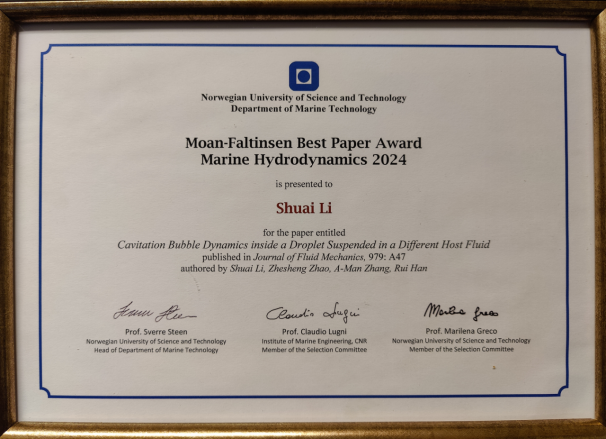 Norwegian University of Science and Technology
Department of Marine Technology
Moan-Faltinsen Best Paper Award
Marine Hydrodynamics 2024
is presented to
Shuai Li
for the paper entitled
Cavitation Bubble Dynamics inside a Droplet Suspended in a Different Host Fluid
published in Journal of Fluid Mechanics, 979: A47
authored by Shuai Li, Zhesheng Zhao, A-Man Zhang, Rui Han
Claudio Lugni
Marilena Greco
Prof. Sverre Steen
Norwegian University of Science and Technology
Head of Department of Marine Technology
Prof. Claudio Lugni
Institute of Marine Engineering, CNR
Member of the Selection Committee
Prof. Marilena Greco
Norwegian University of Science and Technology
Member of the Selection Committee